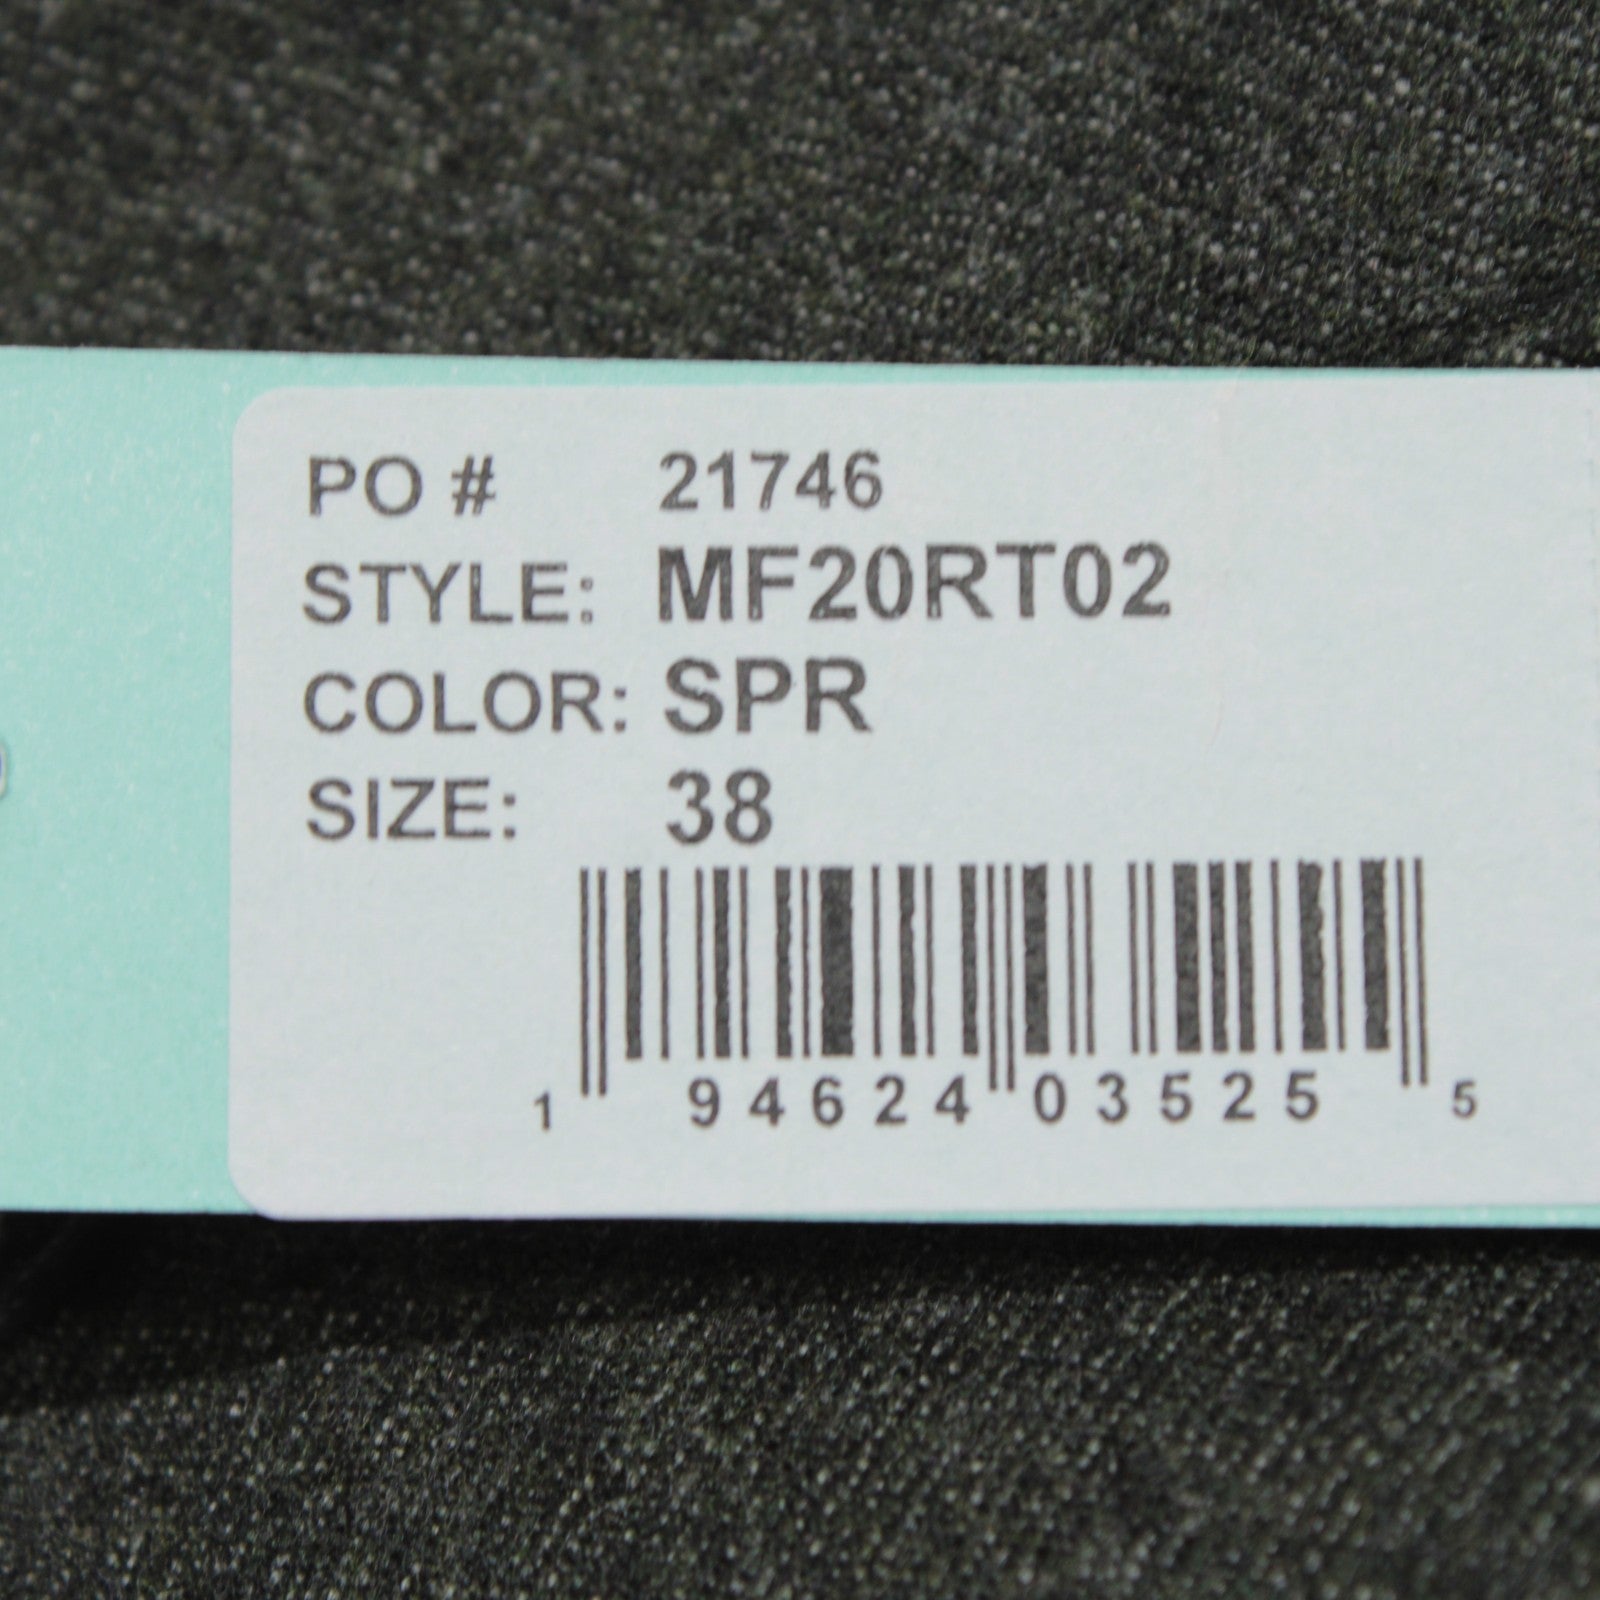 PO # 21746
STYLE: MF20RT02
COLOR: SPR
SIZE: 38
1 94624 03525 5